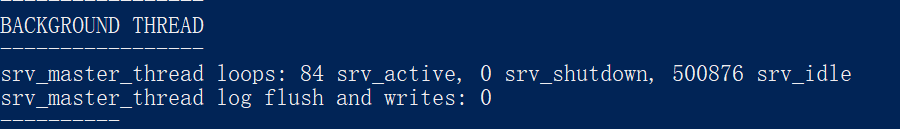 -----------------
BACKGROUND THREAD
-----------------
srv_master_thread loops: 84 srv_active, 0 srv_shutdown, 500876 srv_idle
srv_master_thread log flush and writes: 0
----------